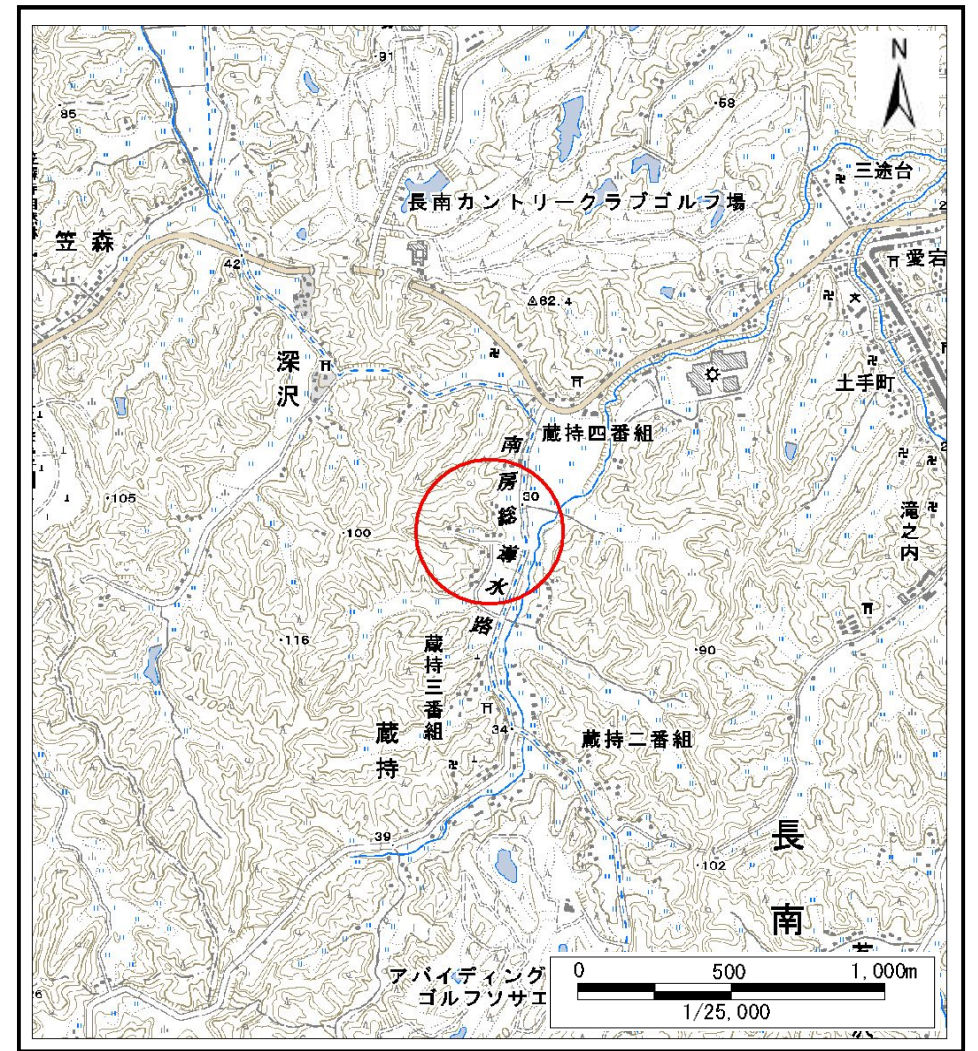 N
・91
・85
・58
三途台
長南カントリークラブゴルフ場
笠森
愛宕
42
62.4
深沢
土手町
蔵持四番組
南房総導水路
30
滝之内
・105
・100
・116
・90
蔵持三番組
34
蔵持二番組
蔵持
39
・102
長南
アバイディング
ゴルフソサエ
0 500 1,000m
1/25,000